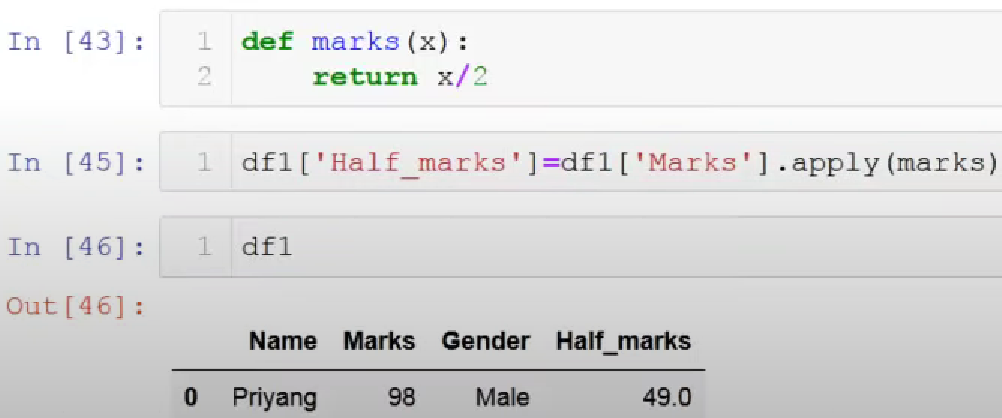 In [43]: 1 def marks(x):
2 return x/2
In [45]: 1 df1['Half_marks']=df1['Marks'].apply(marks)
In [46]: 1 df1
Out[46]:
Name Marks Gender Half_marks
0 Priyang 98 Male 49.0